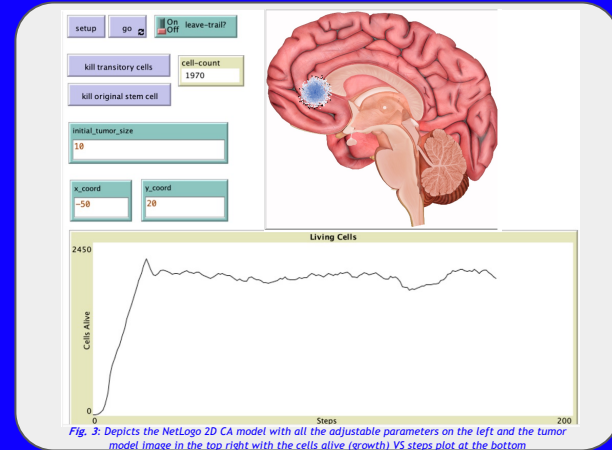 setup
go
On
Off
leave-trail?
kill transitory cells
cell-count
1970
kill original stem cell
initial_tumor_size
10
x_coord
-50
y_coord
20
Living Cells
2450
Cells Alive
0
0
Steps
200
Fig. 3: Depicts the NetLogo 2D CA model with all the adjustable parameters on the left and the tumor
model image in the top right with the cells alive (growth) VS steps plot at the bottom